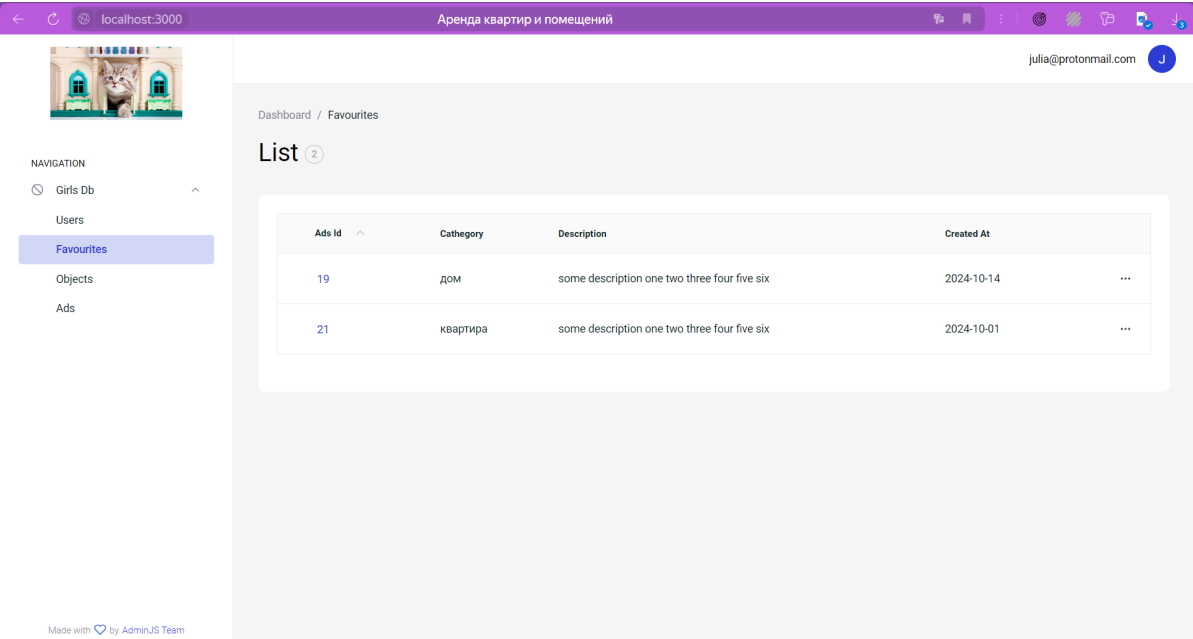 localhost:3000 Аренда квартир и помещений 3
julia@protonmail.com J
Dashboard / Favourites
List 2
NAVIGATION
Girls Db
Users
Favourites
Objects
Ads
Ads Id Cathegory Description Created At
19 дом some description one two three four five six 2024-10-14 ...
21 квартира some description one two three four five six 2024-10-01 ...
Made with by AdminJS Team